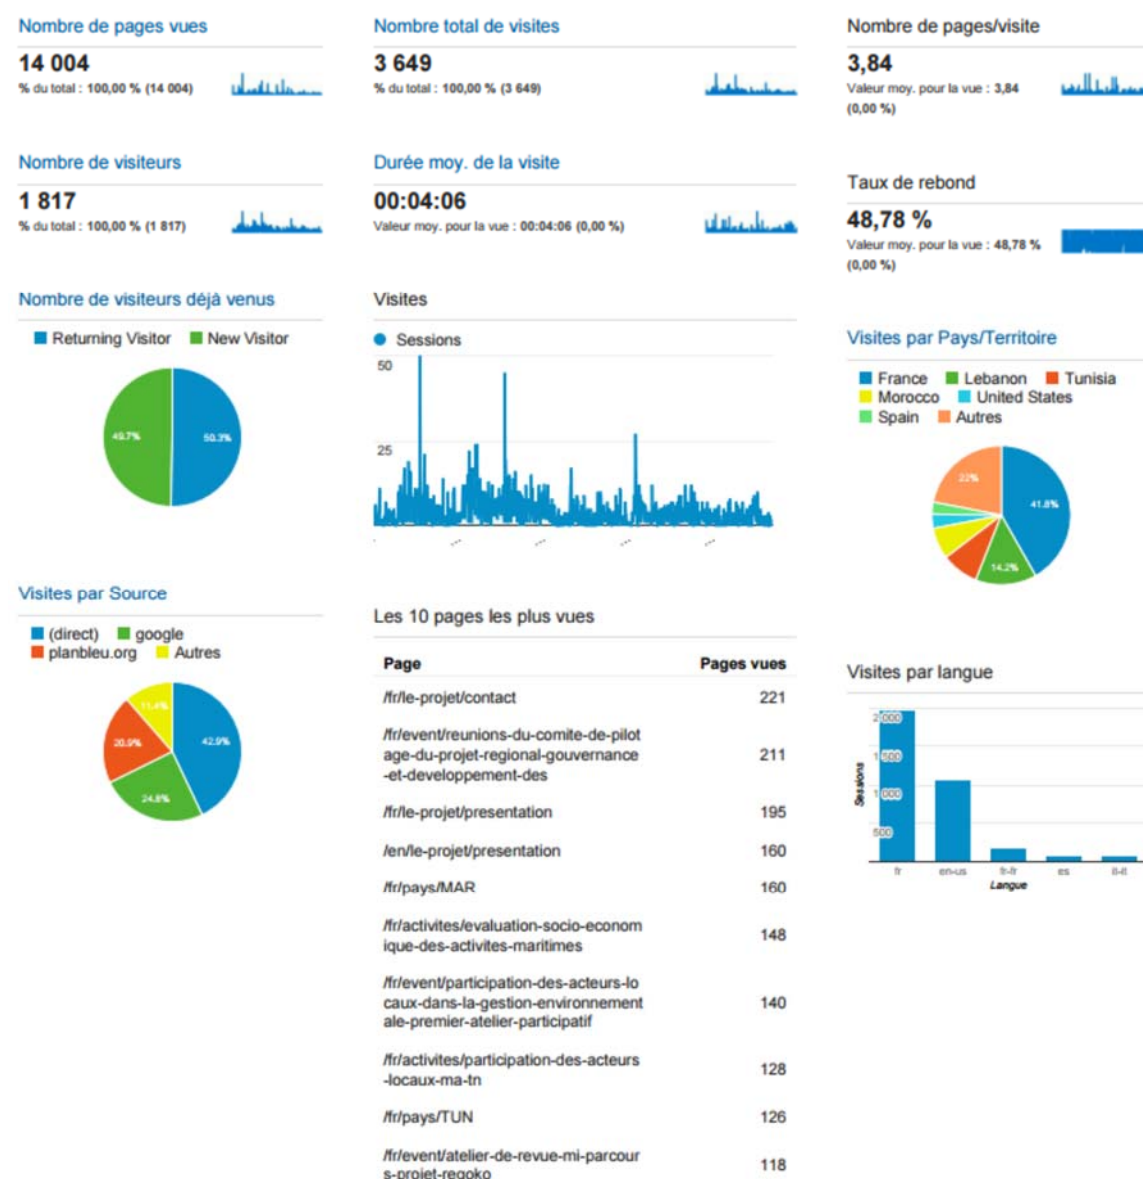 Nombre de pages vues
14 004
% du total : 100,00 % (14 004)
Nombre total de visites
3 649
% du total : 100,00 % (3 649)
Nombre de pages/visite
3,84
Valeur moy. pour la vue : 3,84
(0,00 %)
Nombre de visiteurs
1 817
% du total : 100,00 % (1 817)
Durée moy. de la visite
00:04:06
Valeur moy. pour la vue : 00:04:06 (0,00 %)
Taux de rebond
48,78 %
Valeur moy. pour la vue : 48,78 %
(0,00 %)
Nombre de visiteurs déjà venus
Returning Visitor New Visitor
49.7% 50.3%
Visites
Sessions
50
25
...
...
...
...
Visites par Pays/Territoire
France Lebanon Tunisia
Morocco United States
Spain Autres
22%
41.8%
14.2%
Visites par Source
(direct) google
planbleu.org Autres
11.4%
20.9% 42.9%
24.8%
Les 10 pages les plus vues
Page Pages vues
/fr/le-projet/contact 221
/fr/event/reunions-du-comite-de-pilot
age-du-projet-regional-gouvernance 211
-et-developpement-des
/fr/le-projet/presentation 195
/en/le-projet/presentation 160
/fr/pays/MAR 160
/fr/activites/evaluation-socio-econom
ique-des-activites-maritimes 148
/fr/event/participation-des-acteurs-lo
caux-dans-la-gestion-environnement 140
ale-premier-atelier-participatif
/fr/activites/participation-des-acteurs
-locaux-ma-tn 128
/fr/pays/TUN 126
/fr/event/atelier-de-revue-mi-parcour
s-projet-regoko 118
Visites par langue
2 000
1 500
1 000
500
Sessions
fr en-us fr-fr es it-it
Langue